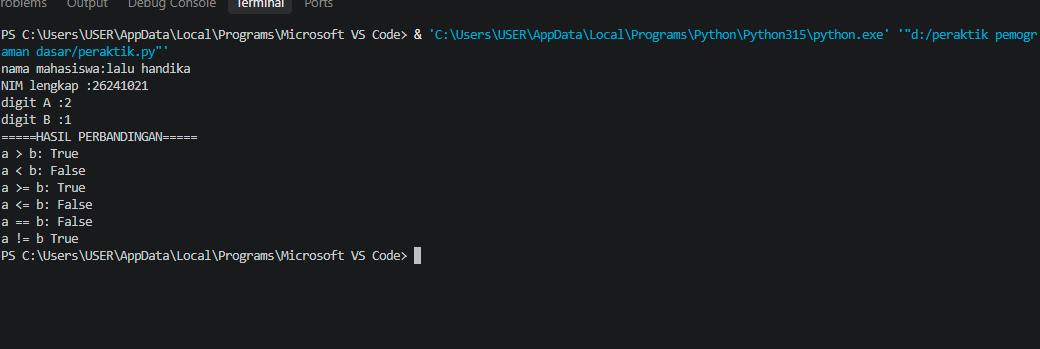 roblems Output Debug Console Terminal Ports
PS C:\Users\USER\AppData\Local\Programs\Microsoft VS Code> & 'C:\Users\USER\AppData\Local\Programs\Python\Python315\python.exe' '"d:/peraktik pemogr
aman dasar/peraktik.py"'
nama mahasiswa:lalu handika
NIM lengkap :26241021
digit A :2
digit B :1
=====HASIL PERBANDINGAN=====
a > b: True
a < b: False
a >= b: True
a <= b: False
a == b: False
a != b True
PS C:\Users\USER\AppData\Local\Programs\Microsoft VS Code>